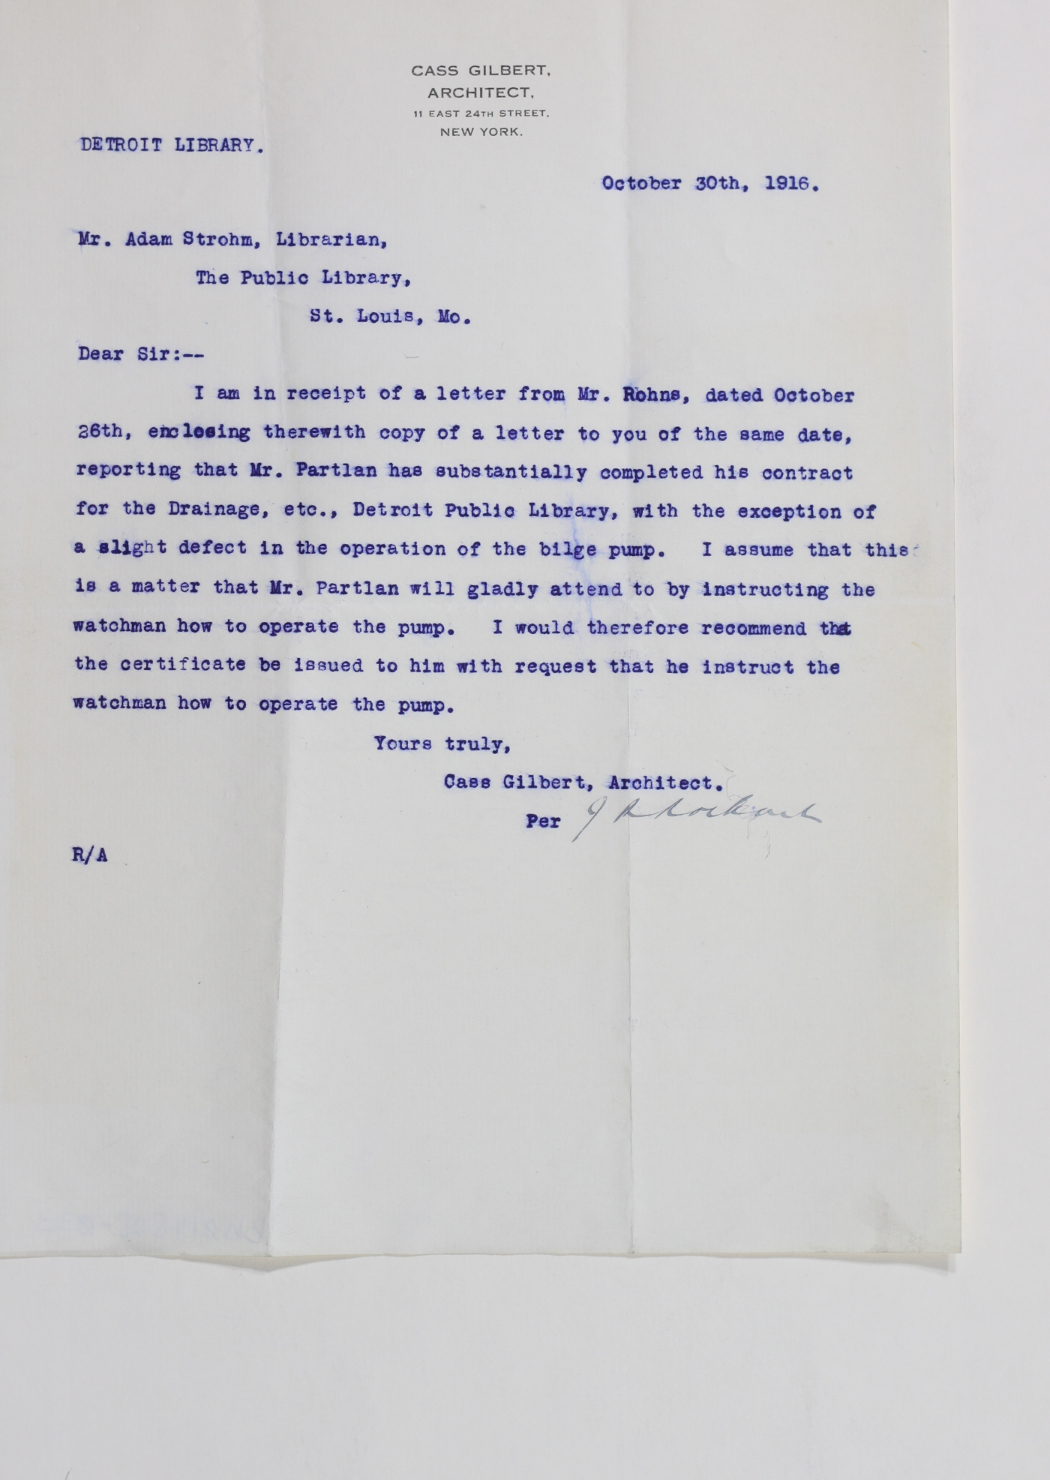 CASS GILBERT,
ARCHITECT,
11 EAST 24TH STREET,
NEW YORK.
DETROIT LIBRARY.
October 30th, 1916.
Mr. Adam Strohm, Librarian,
The Public Library,
St. Louis, Mo.
Dear Sir:--
I am in receipt of a letter from Mr. Rohns, dated October
26th, enclosing therewith copy of a letter to you of the same date,
reporting that Mr. Partlan has substantially completed his contract
for the Drainage, etc., Detroit Public Library, with the exception of
a slight defect in the operation of the bilge pump. I assume that this
is a matter that Mr. Partlan will gladly attend to by instructing the
watchman how to operate the pump. I would therefore recommend that
the certificate be issued to him with request that he instruct the
watchman how to operate the pump.
Yours truly,
Cass Gilbert, Architect.
Per
R/A